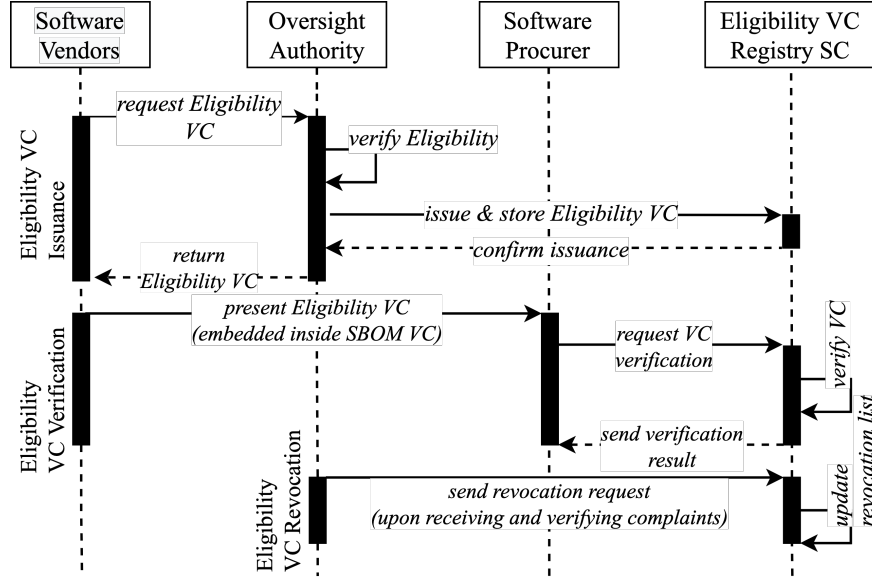 Software
Vendors
Oversight
Authority
Software
Procurer
Eligibility VC
Registry SC
Eligibility VC
Issuance
request Eligibility
VC
verify Eligibility
issue & store Eligibility VC
confirm issuance
return
Eligibility VC
Eligibility
VC Verification
present Eligibility VC
(embedded inside SBOM VC)
request VC
verification
verify VC
send verification
result
Eligibility
VC Revocation
send revocation request
(upon receiving and verifying complaints)
update
revocation list